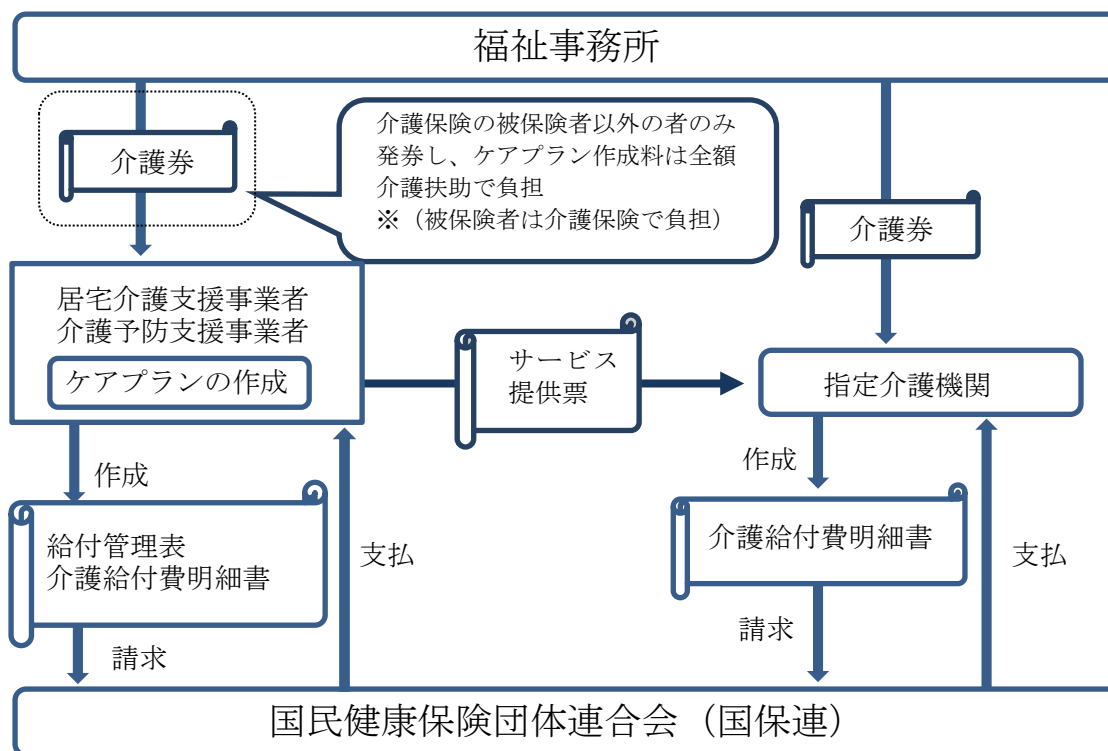 福祉事務所
介護券
介護保険の被保険者以外の者のみ
発券し、ケアプラン作成料は全額
介護扶助で負担
※（被保険者は介護保険で負担）
介護券
居宅介護支援事業者
介護予防支援事業者
ケアプランの作成
サービス
提供票
指定介護機関
作成
給付管理表
介護給付費明細書
支払
請求
作成
介護給付費明細書
支払
請求
国民健康保険団体連合会（国保連）